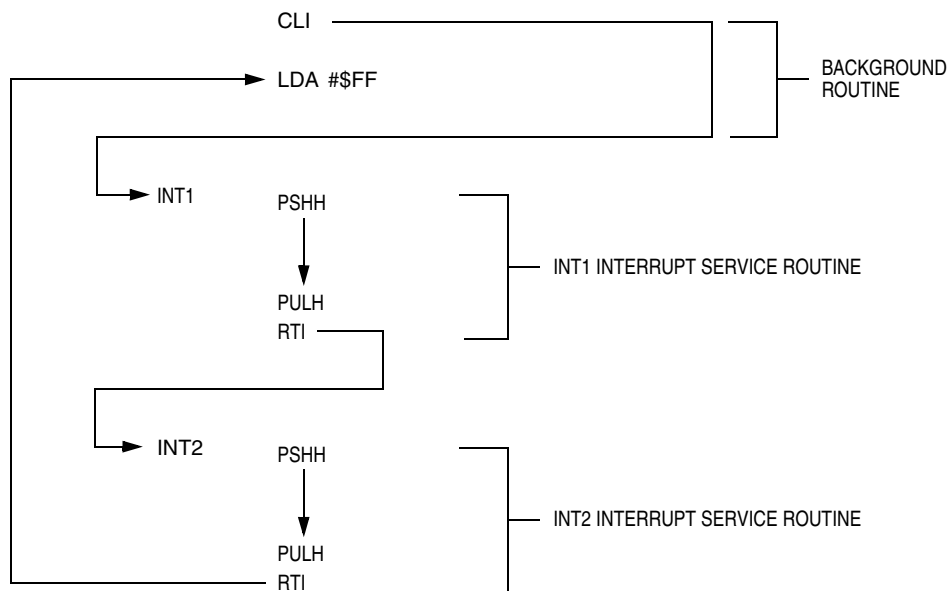 CLI
LDA #$FF
BACKGROUND
ROUTINE
INT1
PSHH
INT1 INTERRUPT SERVICE ROUTINE
PULH
RTI
INT2
PSHH
INT2 INTERRUPT SERVICE ROUTINE
PULH
RTI